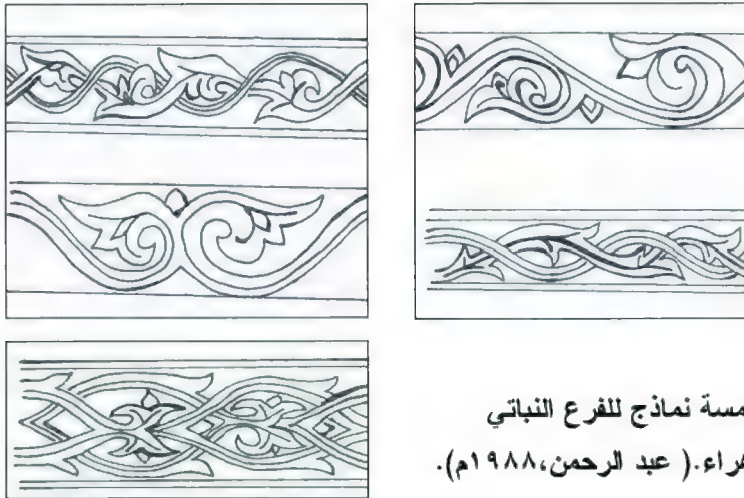 مسة نماذج للفرع النباتي
راء.( عبد الرحمن،١٩٨٨م).